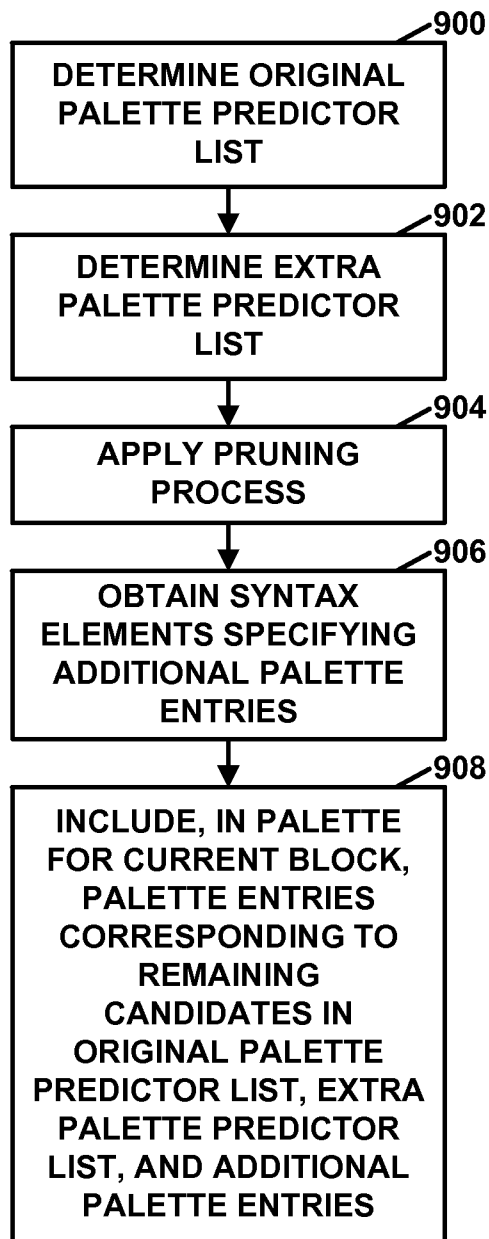 900
DETERMINE ORIGINAL
PALETTE PREDICTOR
LIST
902
DETERMINE EXTRA
PALETTE PREDICTOR
LIST
904
APPLY PRUNING
PROCESS
906
OBTAIN SYNTAX
ELEMENTS SPECIFYING
ADDITIONAL PALETTE
ENTRIES
908
INCLUDE, IN PALETTE
FOR CURRENT BLOCK,
PALETTE ENTRIES
CORRESPONDING TO
REMAINING
CANDIDATES IN
ORIGINAL PALETTE
PREDICTOR LIST, EXTRA
PALETTE PREDICTOR
LIST, AND ADDITIONAL
PALETTE ENTRIES